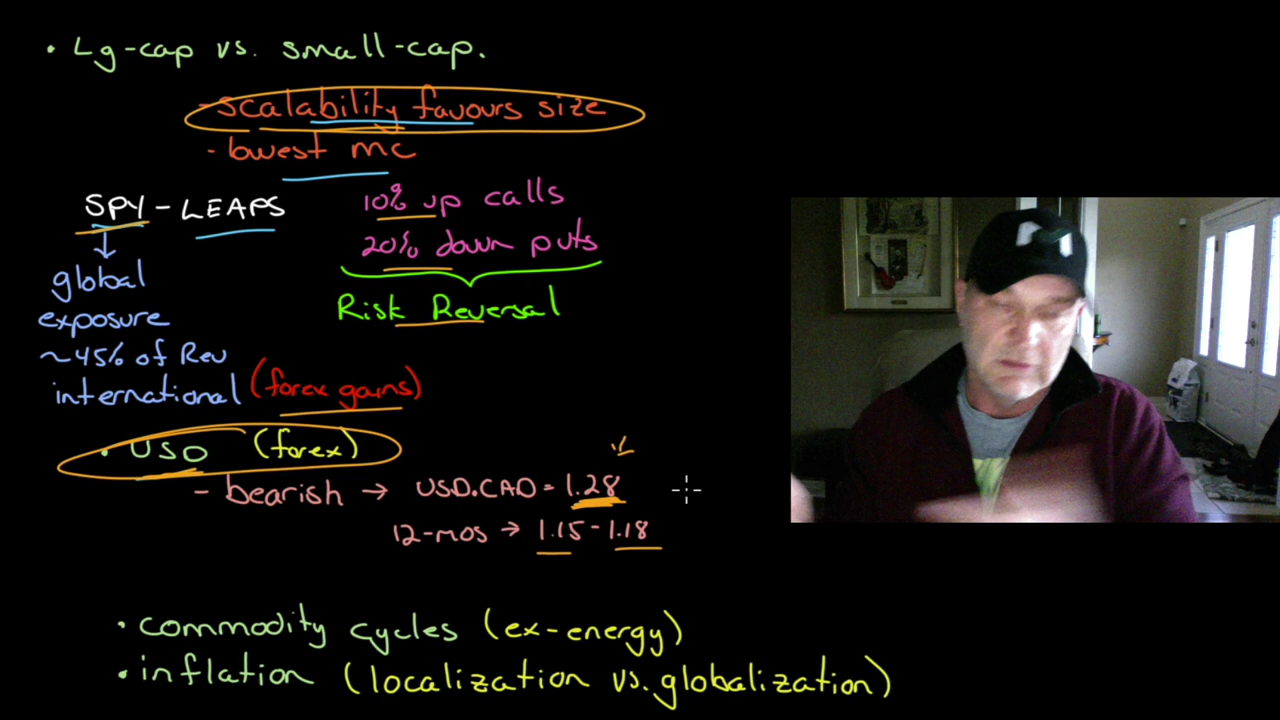 • Lg-cap vs. small-cap.
- scalability favours size
- lowest mc
SPY - LEAPS
10% up calls
20% down puts
Risk Reversal
↓
global
exposure
~45% of Rev
international (forex gains)
• USD (forex)
- bearish → USD.CAD = 1.28
12-mos → 1.15 - 1.18
• commodity cycles (ex-energy)
• inflation (localization vs. globalization)